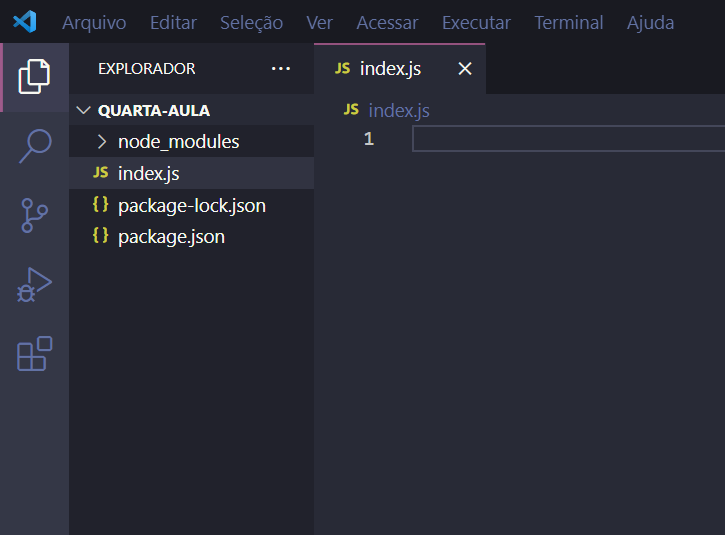 Arquivo Editar Seleção Ver Acessar Executar Terminal Ajuda
EXPLORADOR ...
JS index.js
QUARTA-AULA
node_modules
JS index.js
{} package-lock.json
{} package.json
JS index.js
1